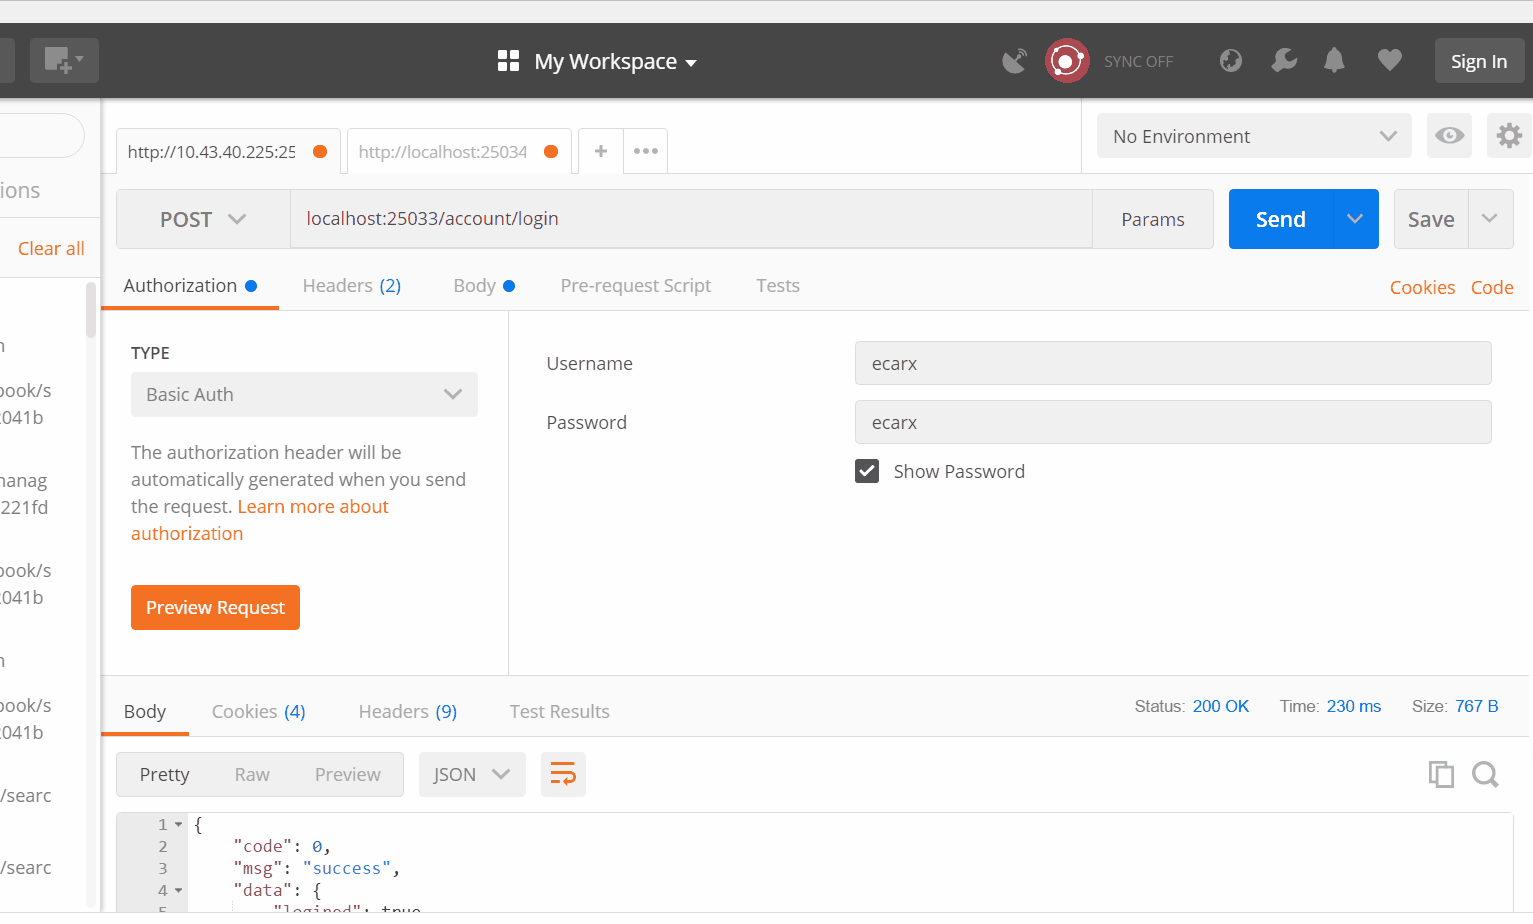 My Workspace
SYNC OFF
Sign In
http://10.43.40.225:25
http://localhost:25034
+
No Environment
ions
POST
localhost:25033/account/login
Params
Send
Save
Clear all
Authorization
Headers (2)
Body
Pre-request Script
Tests
Cookies
Code
TYPE
Basic Auth
The authorization header will be
automatically generated when you send
the request. Learn more about
authorization
Preview Request
Username
ecarx
Password
ecarx
Show Password
book/s
041b
nanag
221fd
book/s
041b
book/s
041b
/searc
/searc
Body
Cookies (4)
Headers (9)
Test Results
Status: 200 OK
Time: 230 ms
Size: 767 B
Pretty
Raw
Preview
JSON
1 {
2 "code": 0,
3 "msg": "success",
4 "data": {
5 "logined": true